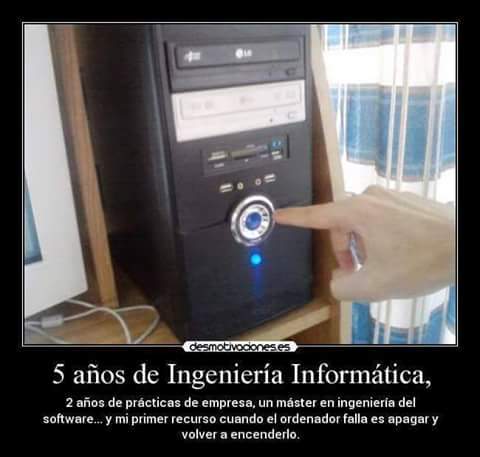 LG
desmotivaciones.es
5 años de Ingeniería Informática,
2 años de prácticas de empresa, un máster en ingeniería del
software... y mi primer recurso cuando el ordenador falla es apagar y
volver a encenderlo.